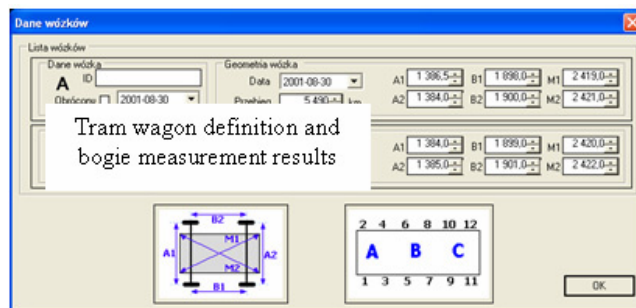 Dane wózków
Lista wózków
Dane wózka
A ID
Obrócony 2001-08-30
Geometria wózka
Data 2001-08-30
Przebieg 5 490 km
A1 1 386,5 B1 1 898,0 M1 2 419,0
A2 1 384,0 B2 1 900,0 M2 2 421,0
Tram wagon definition and
bogie measurement results
A1 1 384,0 B1 1 899,0 M1 2 420,0
A2 1 385,0 B2 1 901,0 M2 2 422,0
B2
A1 M1 A2
M2
B1
2 4 6 8 10 12
A B C
1 3 5 7 9 11
OK